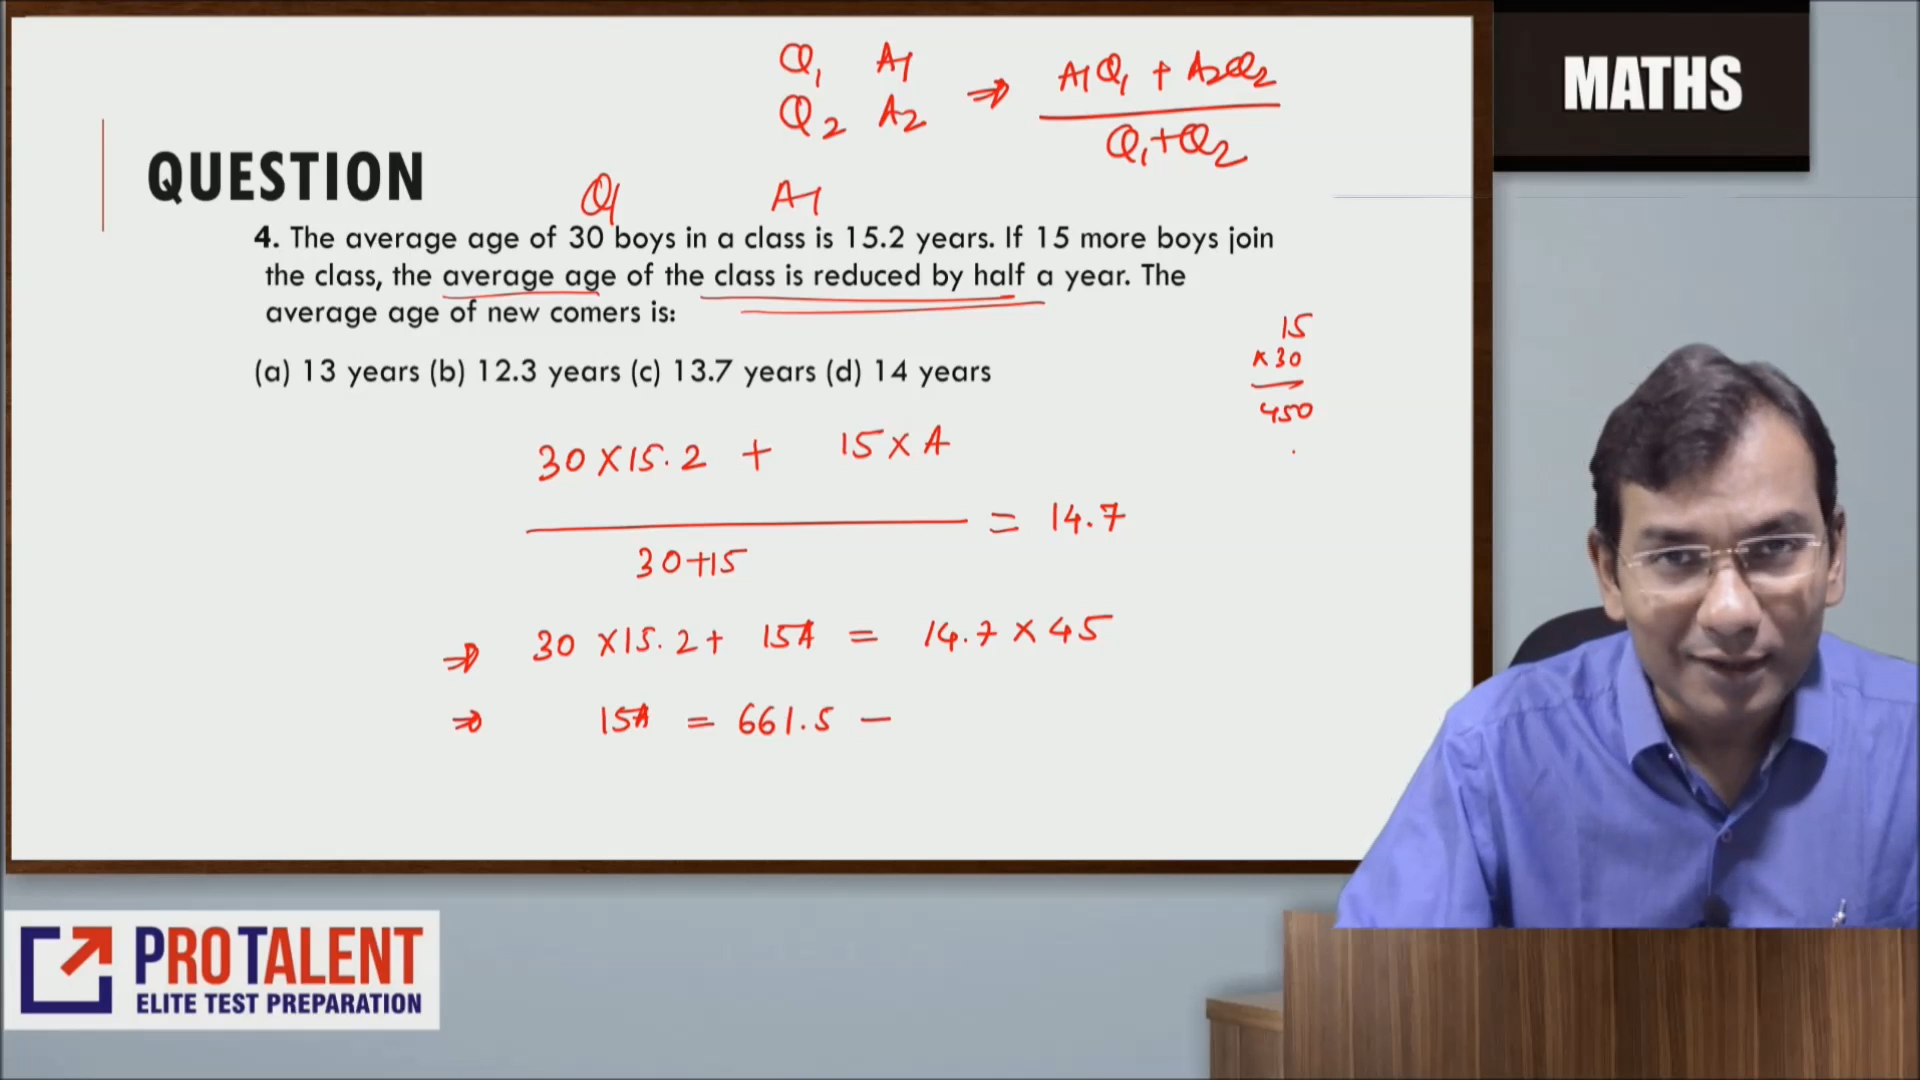 Q1 A1
Q2 A2
⇒ A1Q1 + A2Q2
Q1+Q2
MATHS
QUESTION
Q1 A1
4. The average age of 30 boys in a class is 15.2 years. If 15 more boys join
the class, the average age of the class is reduced by half a year. The
average age of new comers is:
(a) 13 years (b) 12.3 years (c) 13.7 years (d) 14 years
15
×30
450
30×15.2 + 15×A
30+15
= 14.7
⇒ 30×15.2+ 15A = 14.7×45
⇒ 15A = 661.5 −
PROTALENT
ELITE TEST PREPARATION